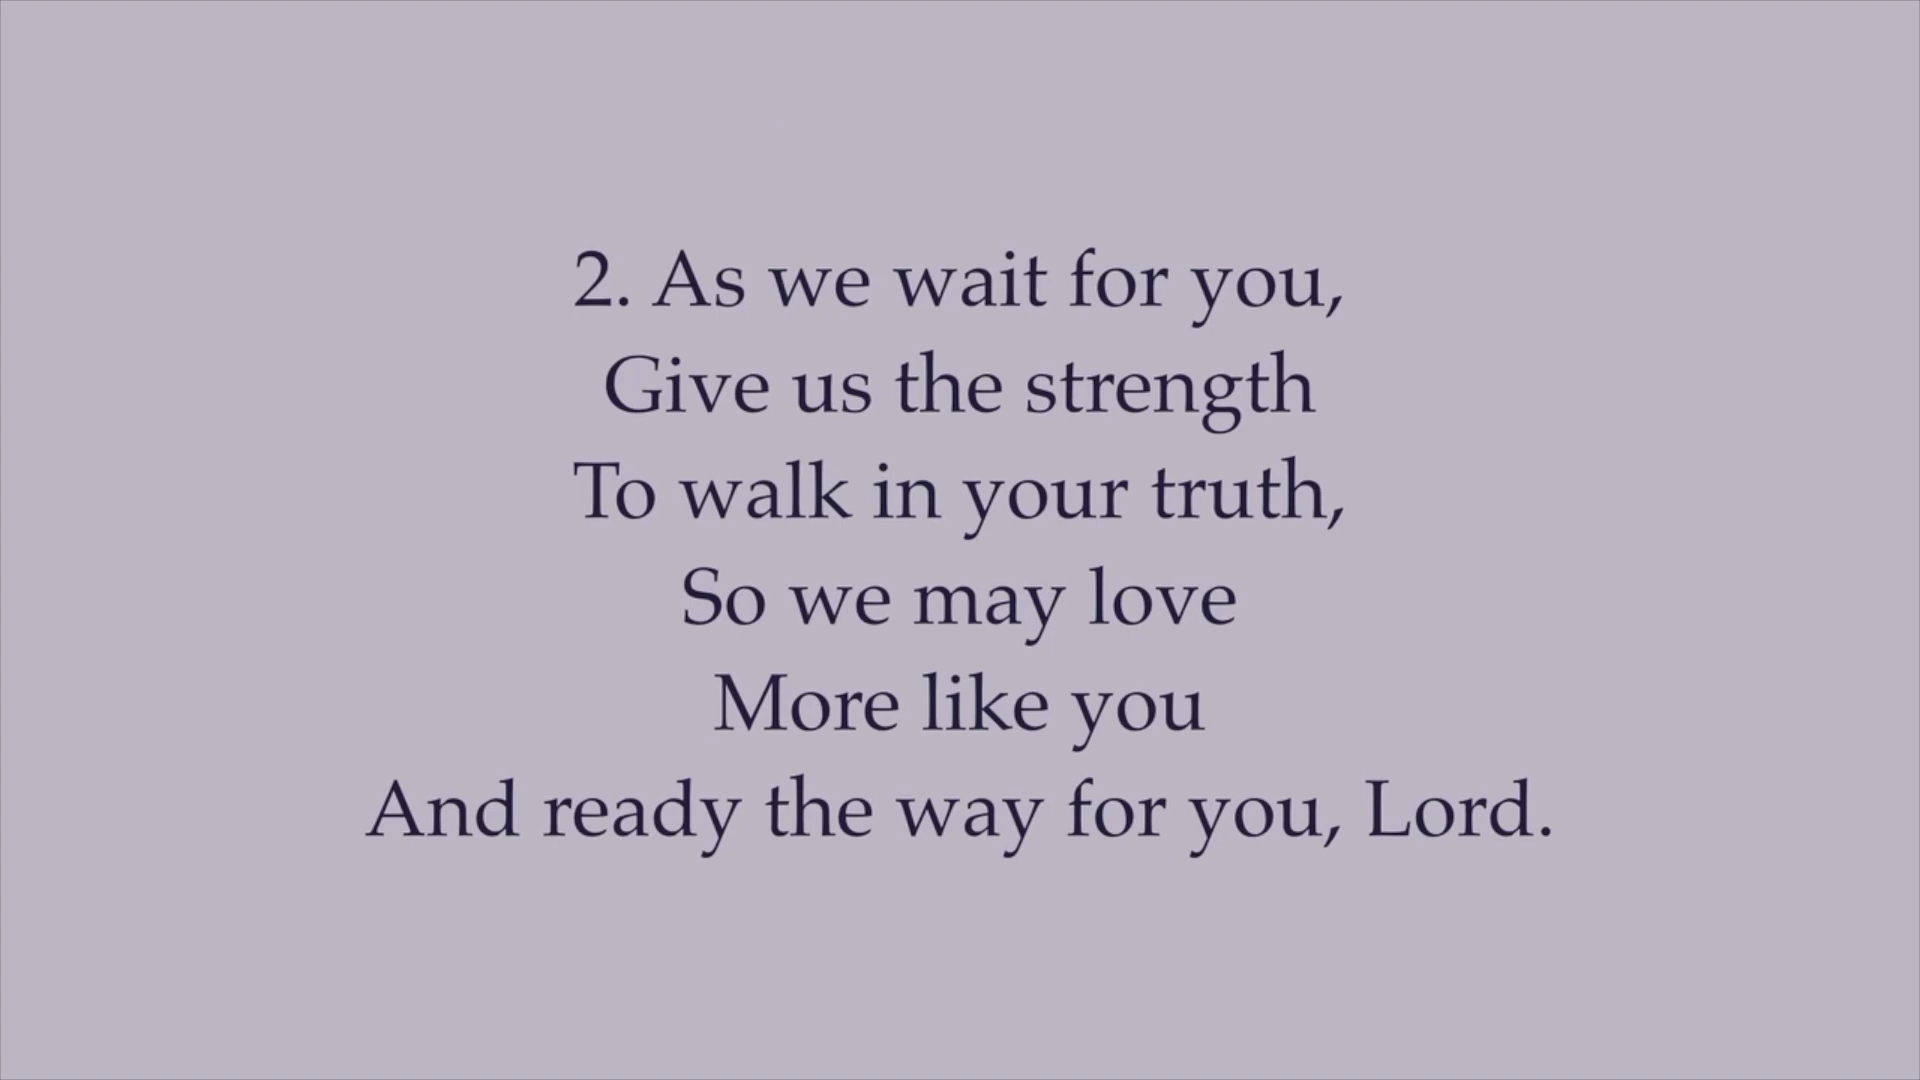 2. As we wait for you,
Give us the strength
To walk in your truth,
So we may love
More like you
And ready the way for you, Lord.